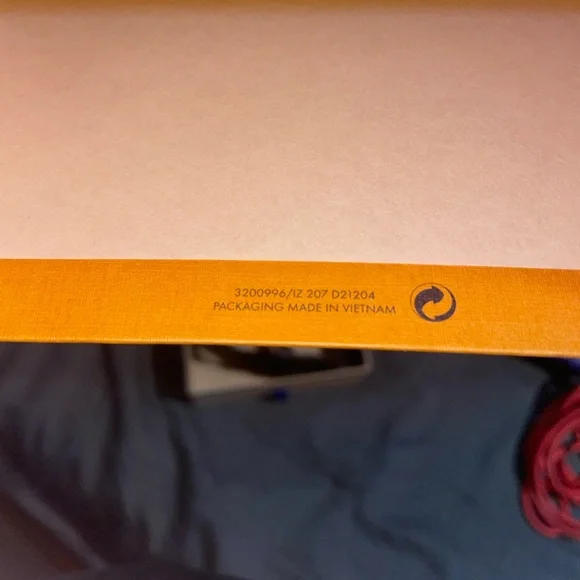 3200996/IZ 207 D21204
PACKAGING MADE IN VIETNAM